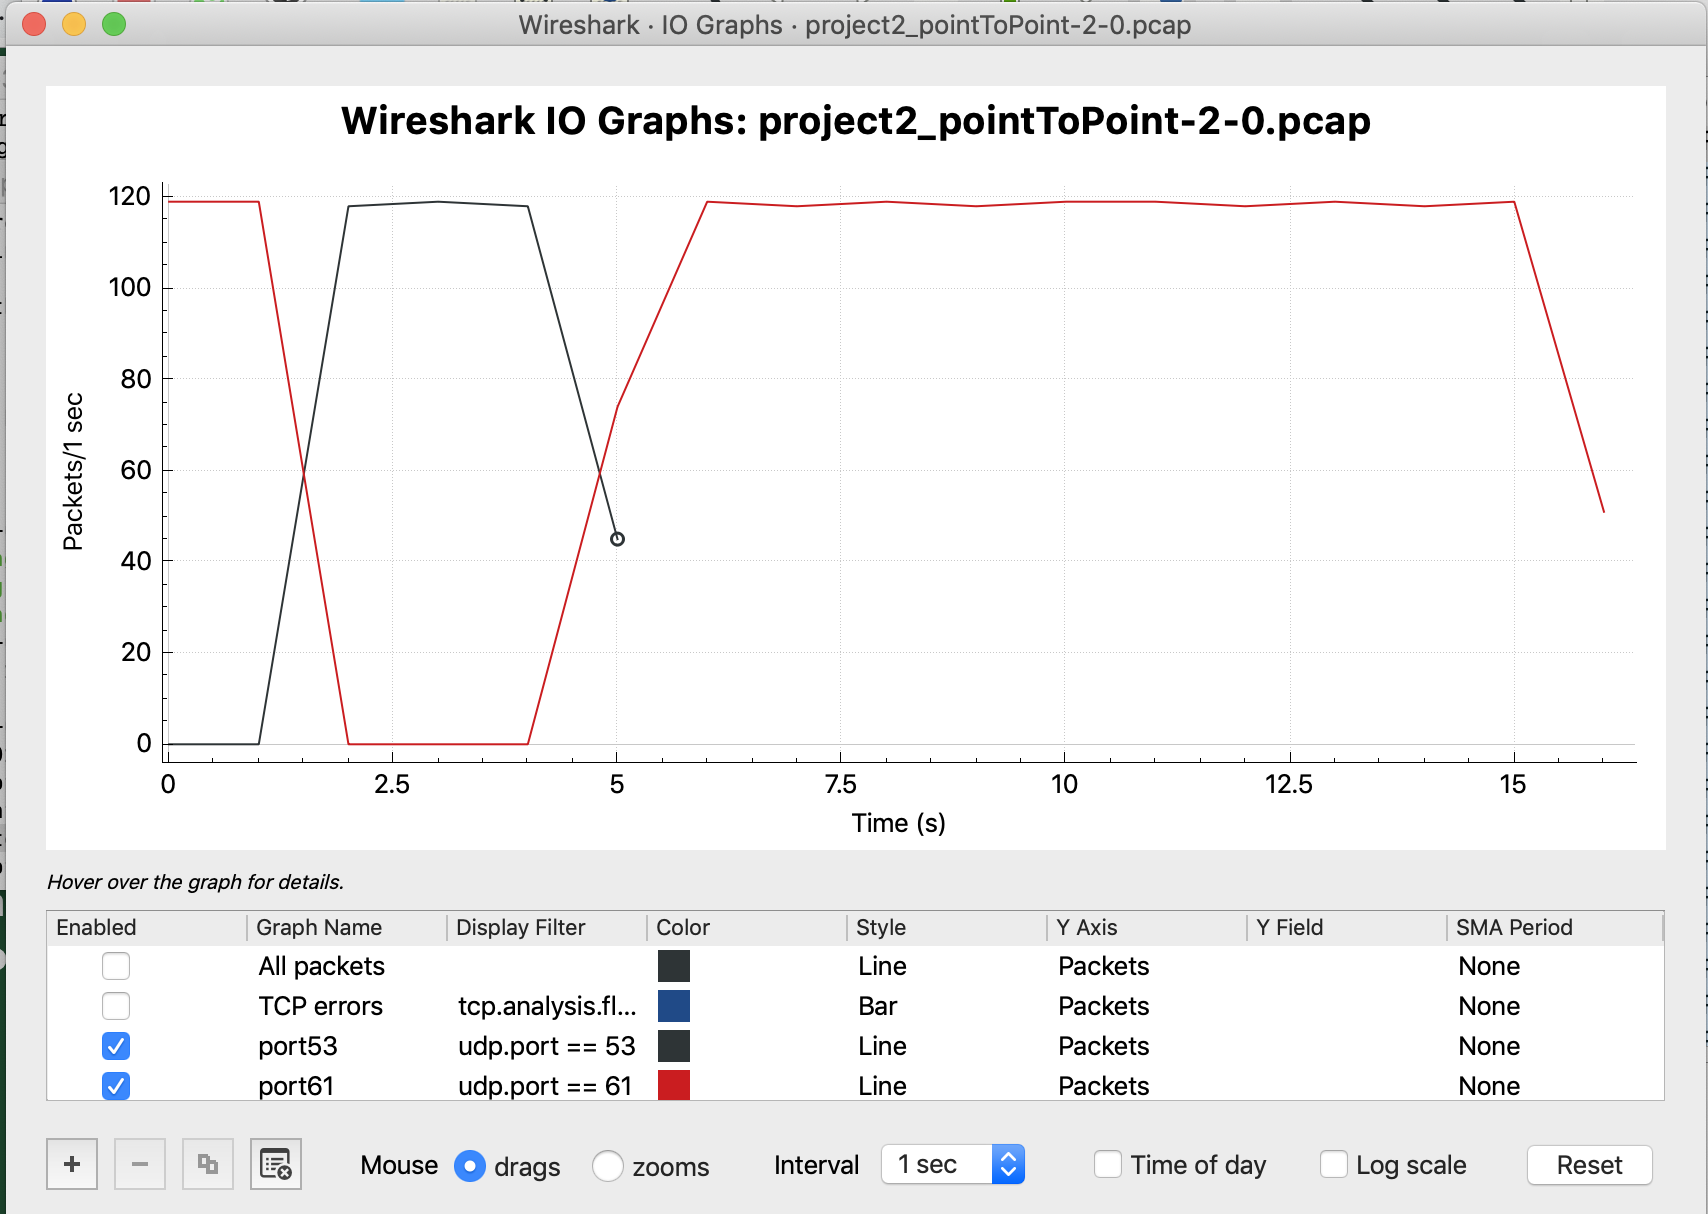 Wireshark · IO Graphs · project2_pointToPoint-2-0.pcap
Wireshark IO Graphs: project2_pointToPoint-2-0.pcap
120
100
80
60
40
20
0
Packets/1 sec
0 2.5 5 7.5 10 12.5 15
Time (s)
Hover over the graph for details.
Enabled Graph Name Display Filter Color Style Y Axis Y Field SMA Period
All packets Line Packets None
TCP errors tcp.analysis.fl... Bar Packets None
port53 udp.port == 53 Line Packets None
port61 udp.port == 61 Line Packets None
+ − Mouse drags zooms Interval 1 sec Time of day Log scale Reset